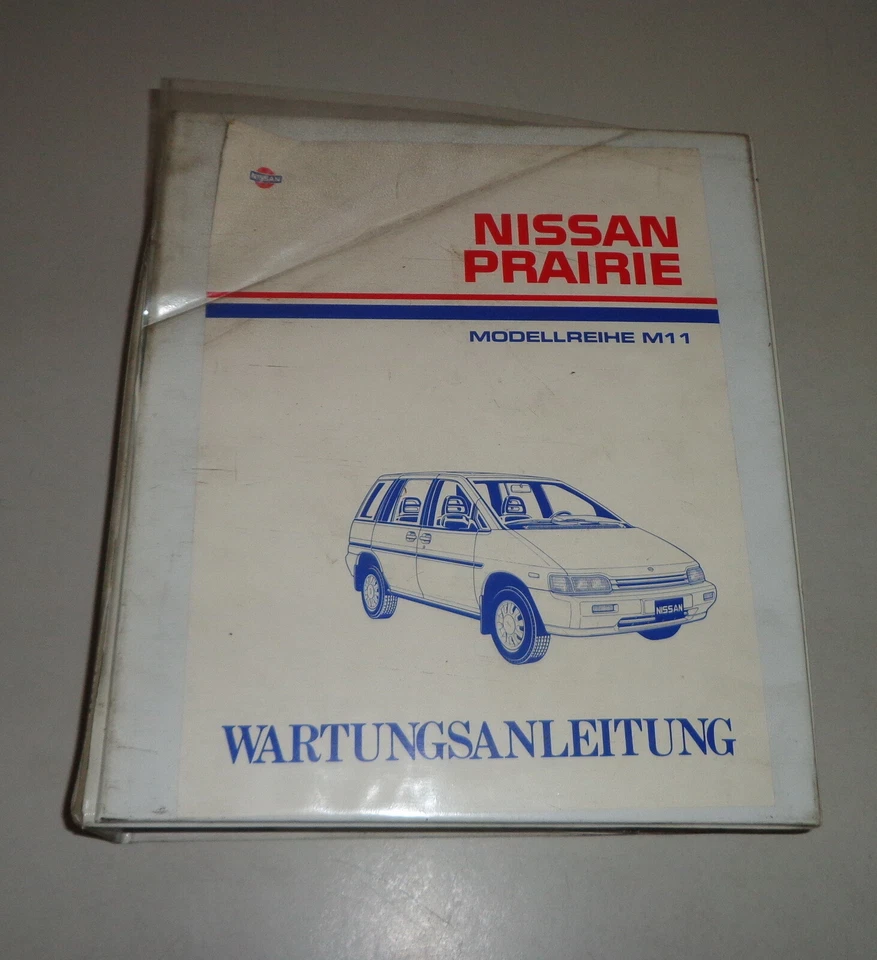 NISSAN
NISSAN
PRAIRIE
MODELLREIHE M11
NISSAN
WARTUNGSANLEITUNG